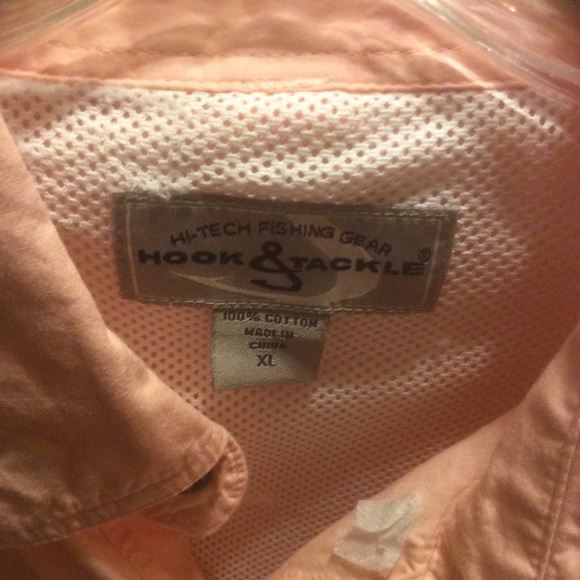 HI-TECH FISHING GEAR
HOOK & TACKLE®
100% COTTON
MADE IN
CHINA
XL